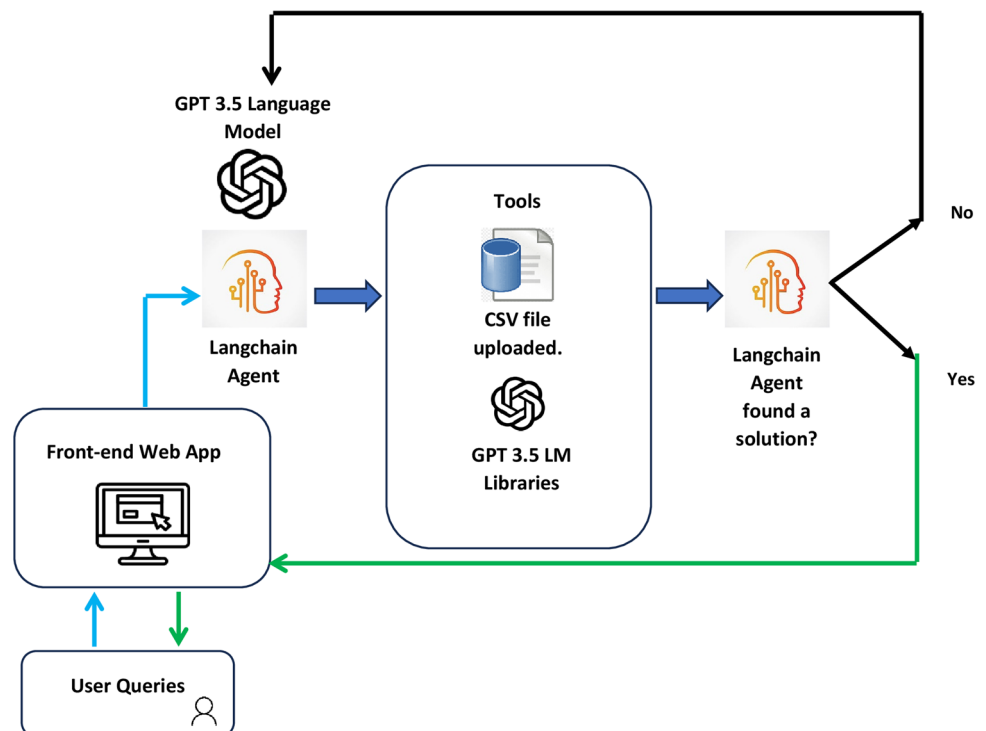 GPT 3.5 Language
Model
Langchain
Agent
Tools
CSV file
uploaded.
GPT 3.5 LM
Libraries
Langchain
Agent
found a
solution?
No
Yes
Front-end Web App
User Queries